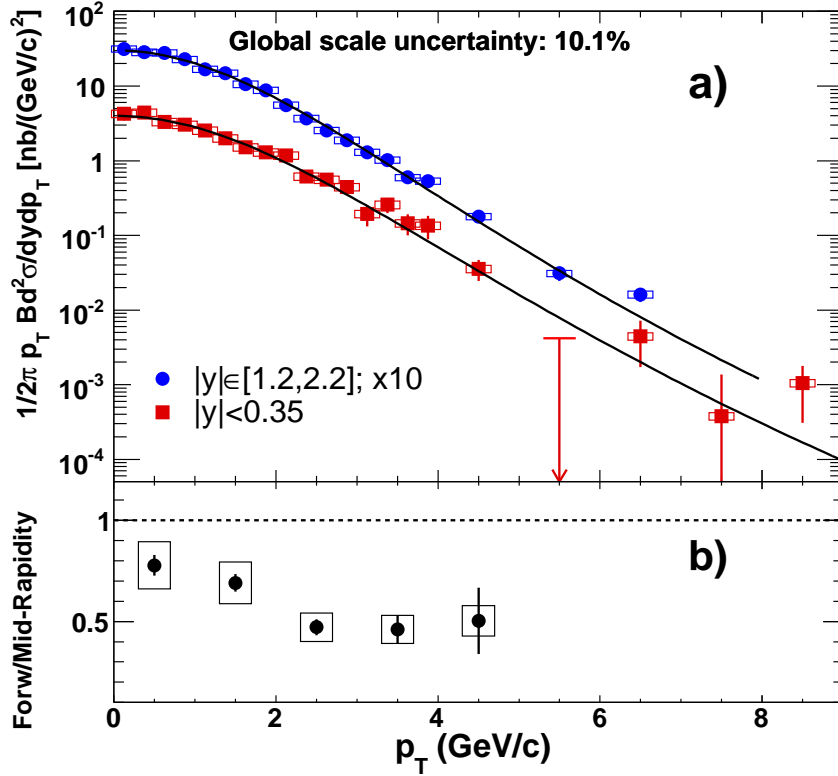 Global scale uncertainty: 10.1%
a)
1/2π p_T Bd²σ/dydp_T [nb/(GeV/c)²]
10²
10
1
10⁻¹
10⁻²
10⁻³
10⁻⁴
|y|∈[1.2,2.2]; x10
|y|<0.35
b)
Forw/Mid-Rapidity
1
0.5
0 2 4 6 8
p_T (GeV/c)